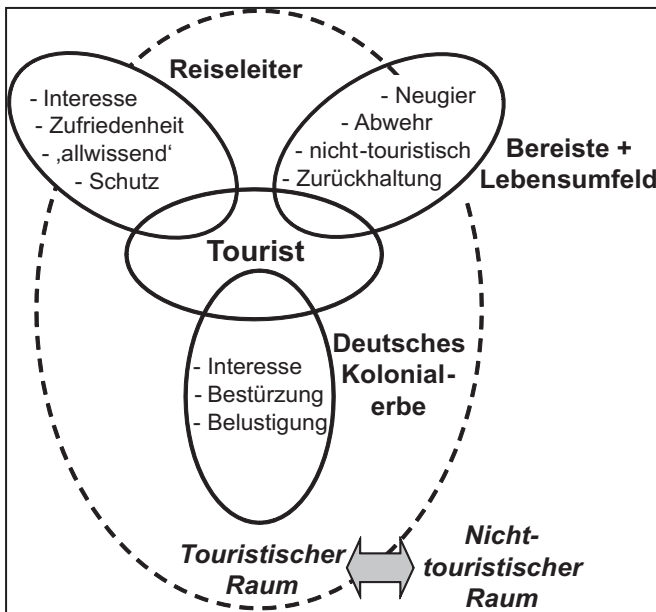 Reiseleiter
- Interesse
- Zufriedenheit
- ‚allwissend‘
- Schutz
- Neugier
- Abwehr
- nicht-touristisch
- Zurückhaltung
Bereiste +
Lebensumfeld
Tourist
Deutsches
Kolonial-
erbe
- Interesse
- Bestürzung
- Belustigung
Touristischer
Raum
Nicht-
touristischer
Raum